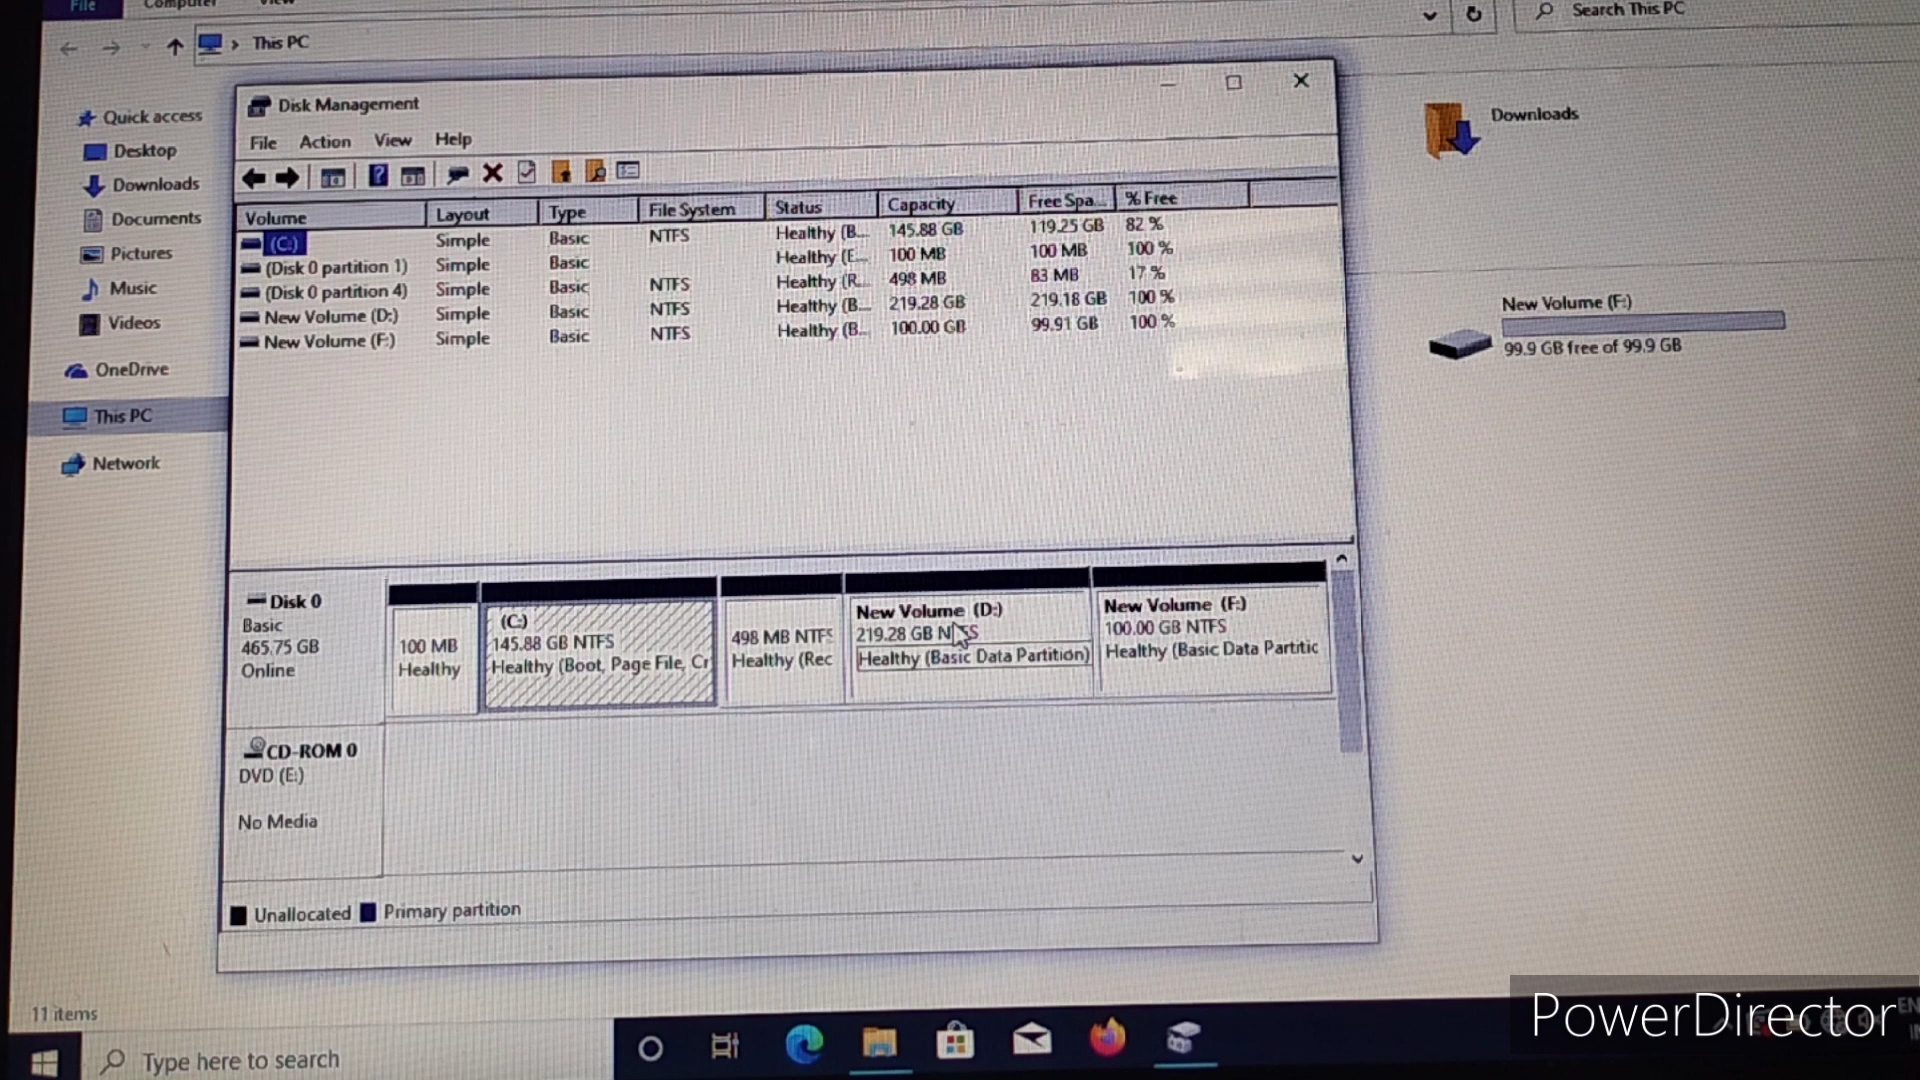 File Computer View
This PC
Search This PC
Quick access
Desktop
Downloads
Documents
Pictures
Music
Videos
OneDrive
This PC
Network
Disk Management
File Action View Help
Volume Layout Type File System Status Capacity Free Spa... % Free
(C:) Simple Basic NTFS Healthy (B... 145.88 GB 119.25 GB 82 %
(Disk 0 partition 1) Simple Basic Healthy (E... 100 MB 100 MB 100 %
(Disk 0 partition 4) Simple Basic NTFS Healthy (R... 498 MB 83 MB 17 %
New Volume (D:) Simple Basic NTFS Healthy (B... 219.28 GB 219.18 GB 100 %
New Volume (F:) Simple Basic NTFS Healthy (B... 100.00 GB 99.91 GB 100 %
Downloads
New Volume (F:)
99.9 GB free of 99.9 GB
Disk 0
Basic
465.75 GB
Online
100 MB
Healthy
(C:)
145.88 GB NTFS
Healthy (Boot, Page File, Cr
498 MB NTFS
Healthy (Rec
New Volume (D:)
219.28 GB NTFS
Healthy (Basic Data Partition)
New Volume (F:)
100.00 GB NTFS
Healthy (Basic Data Partitic
CD-ROM 0
DVD (E:)
No Media
Unallocated Primary partition
11 items
Type here to search
PowerDirector